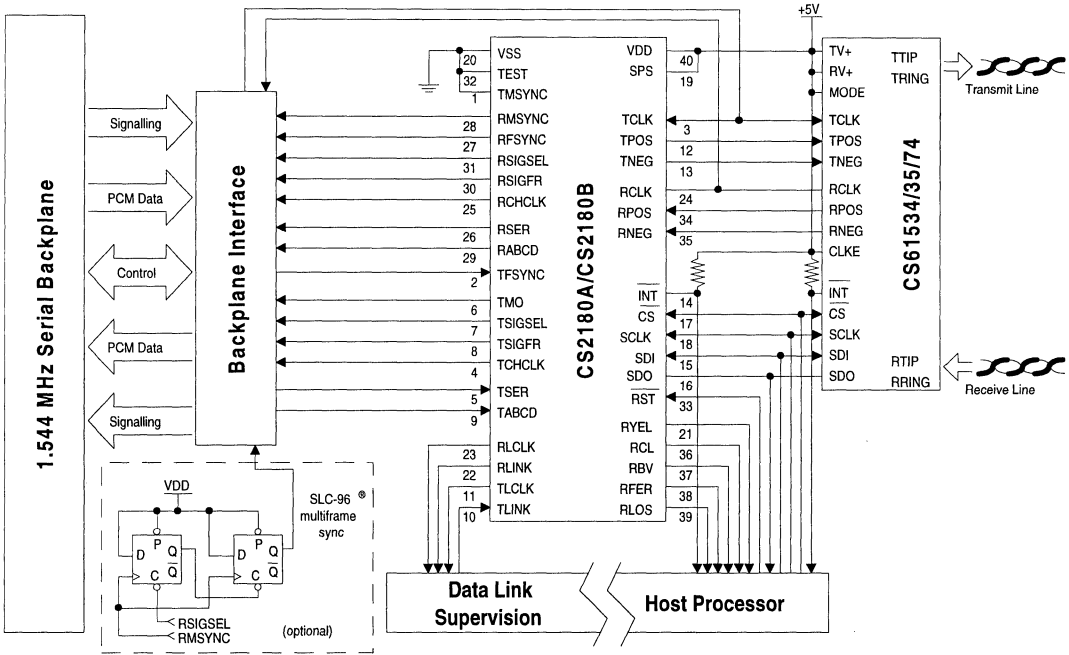 +5V
1.544 MHz Serial Backplane
Signalling
PCM Data
Control
PCM Data
Signalling
Backplane Interface
CS2180A/CS2180B
VSS
20
TEST
32
TMSYNC
1
RMSYNC
28
RFSYNC
27
RSIGSEL
31
RSIGFR
30
RCHCLK
25
RSER
26
RABCD
29
TFSYNC
2
TMO
6
TSIGSEL
7
TSIGFR
8
TCHCLK
4
TSER
5
TABCD
9
RLCLK
23
RLINK
22
TLCLK
11
TLINK
10
VDD
40
SPS
19
TCLK
3
TPOS
12
TNEG
13
RCLK
24
RPOS
34
RNEG
35
INT
14
CS
17
SCLK
18
SDI
15
SDO
16
RST
33
RYEL
21
RCL
36
RBV
37
RFER
38
RLOS
39
CS61534/35/74
TV+
RV+
MODE
TCLK
TPOS
TNEG
RCLK
RPOS
RNEG
CLKE
INT
CS
SCLK
SDI
SDO
TTIP
TRING
Transmit Line
RTIP
RRING
Receive Line
VDD
SLC-96 ®
multiframe
sync
P
D Q
Q
C
P
D Q
Q
C
RSIGSEL
RMSYNC
(optional)
Data Link
Supervision
Host Processor